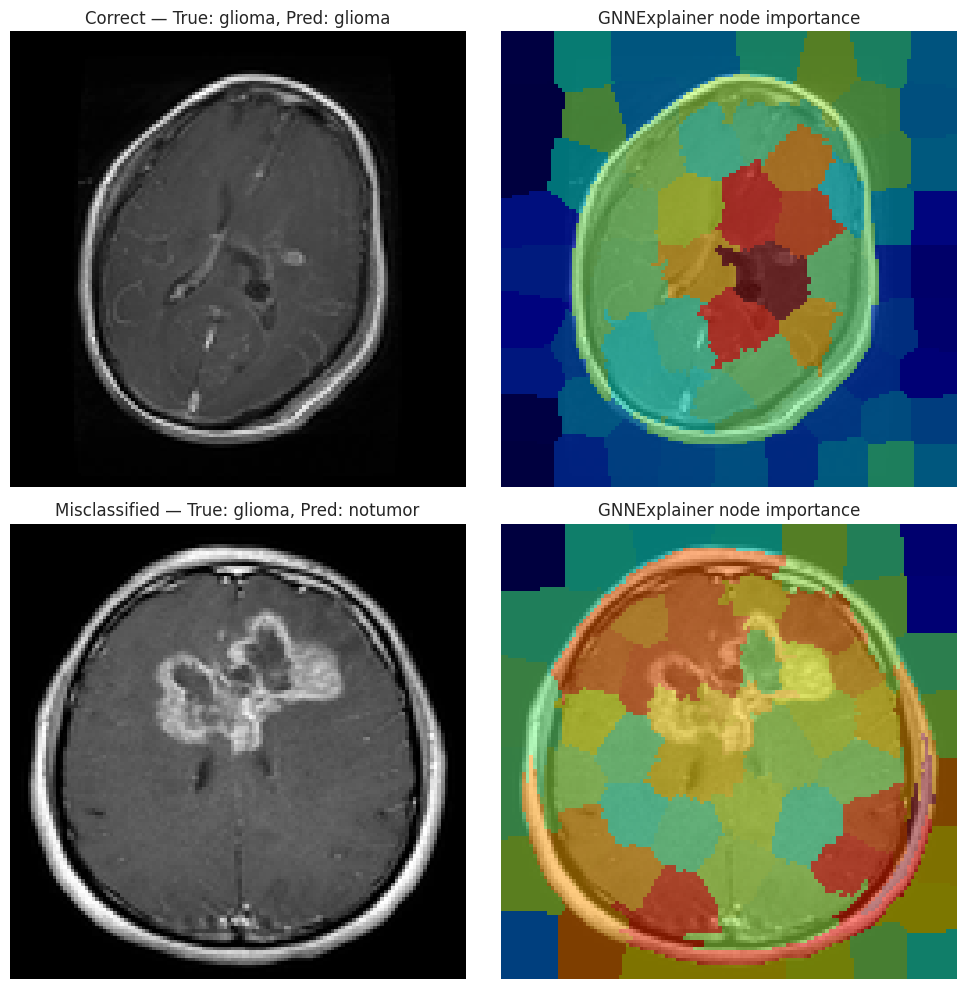 Correct — True: glioma, Pred: glioma
GNNExplainer node importance
Misclassified — True: glioma, Pred: notumor
GNNExplainer node importance